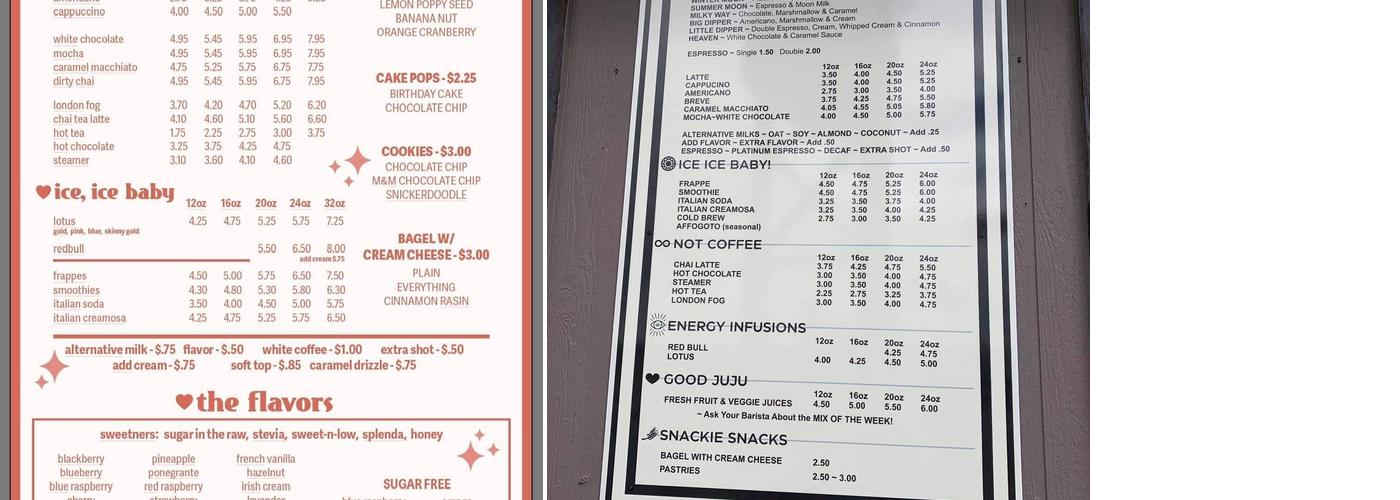 cappuccino 4.00 4.50 5.00 5.50
white chocolate 4.95 5.45 5.95 6.95 7.95
mocha 4.95 5.45 5.95 6.95 7.95
caramel macchiato 4.75 5.25 5.75 6.75 7.75
dirty chai 4.95 5.45 5.95 6.75 7.95
london fog 3.70 4.20 4.70 5.20 6.20
chai tea latte 4.10 4.60 5.10 5.60 6.60
hot tea 1.75 2.25 2.75 3.00 3.75
hot chocolate 3.25 3.75 4.25 4.75
steamer 3.10 3.60 4.10 4.60
ice, ice baby
12oz 16oz 20oz 24oz 32oz
lotus 4.25 4.75 5.25 5.75 7.25
gold, pink, blue, skinny gold
redbull 5.50 6.50 8.00
add cream $.75
frappes 4.50 5.00 5.75 6.50 7.50
smoothies 4.30 4.80 5.30 5.80 6.30
italian soda 3.50 4.00 4.50 5.00 5.75
italian creamosa 4.25 4.75 5.25 5.75 6.50
LEMON POPPY SEED
BANANA NUT
ORANGE CRANBERRY
CAKE POPS - $2.25
BIRTHDAY CAKE
CHOCOLATE CHIP
COOKIES - $3.00
CHOCOLATE CHIP
M&M CHOCOLATE CHIP
SNICKERDOODLE
BAGEL W/
CREAM CHEESE - $3.00
PLAIN
EVERYTHING
CINNAMON RASIN
alternative milk - $.75 flavor - $.50 white coffee - $1.00 extra shot - $.50
add cream - $.75 soft top - $.85 caramel drizzle - $.75
the flavors
sweetners: sugar in the raw, stevia, sweet-n-low, splenda, honey
blackberry pineapple french vanilla
blueberry ponegrante hazelnut
blue raspberry red raspberry irish cream
SUGAR FREE
SUMMER MOON ~ Espresso & Moon Milk
MILKY WAY ~ Chocolate, Marshmallow & Caramel
BIG DIPPER ~ Americano, Marshmallow & Cream
LITTLE DIPPER ~ Double Espresso, Cream, Whipped Cream & Cinnamon
HEAVEN ~ White Chocolate & Caramel Sauce
ESPRESSO ~ Single 1.50 Double 2.00
12oz 16oz 20oz 24oz
LATTE 3.50 4.00 4.50 5.25
CAPPUCINO 3.50 4.00 4.50 5.25
AMERICANO 2.75 3.00 3.50 4.00
BREVE 3.75 4.25 4.75 5.50
CARAMEL MACCHIATO 4.05 4.55 5.05 5.80
MOCHA~WHITE CHOCOLATE 4.00 4.50 5.00 5.75
ALTERNATIVE MILKS ~ OAT ~ SOY ~ ALMOND ~ COCONUT ~ Add .25
ADD FLAVOR ~ EXTRA FLAVOR ~ Add .50
ESPRESSO ~ PLATINUM ESPRESSO ~ DECAF ~ EXTRA SHOT ~ Add .50
ICE ICE BABY!
12oz 16oz 20oz 24oz
FRAPPE 4.50 4.75 5.25 6.00
SMOOTHIE 4.50 4.75 5.25 6.00
ITALIAN SODA 3.25 3.50 3.75 4.00
ITALIAN CREAMOSA 3.25 3.50 4.00 4.25
COLD BREW 2.75 3.00 3.50 4.25
AFFOGOTO (seasonal)
NOT COFFEE
12oz 16oz 20oz 24oz
CHAI LATTE 3.75 4.25 4.75 5.50
HOT CHOCOLATE 3.00 3.50 4.00 4.75
STEAMER 3.00 3.50 4.00 4.75
HOT TEA 2.25 2.75 3.25 3.75
LONDON FOG 3.00 3.50 4.00 4.75
ENERGY INFUSIONS
12oz 16oz 20oz 24oz
RED BULL 4.25 4.75
LOTUS 4.00 4.25 4.50 5.00
GOOD JUJU
12oz 16oz 20oz 24oz
FRESH FRUIT & VEGGIE JUICES 4.50 5.00 5.50 6.00
~ Ask Your Barista About the MIX OF THE WEEK!
SNACKIE SNACKS
BAGEL WITH CREAM CHEESE 2.50
PASTRIES 2.50 ~ 3.00